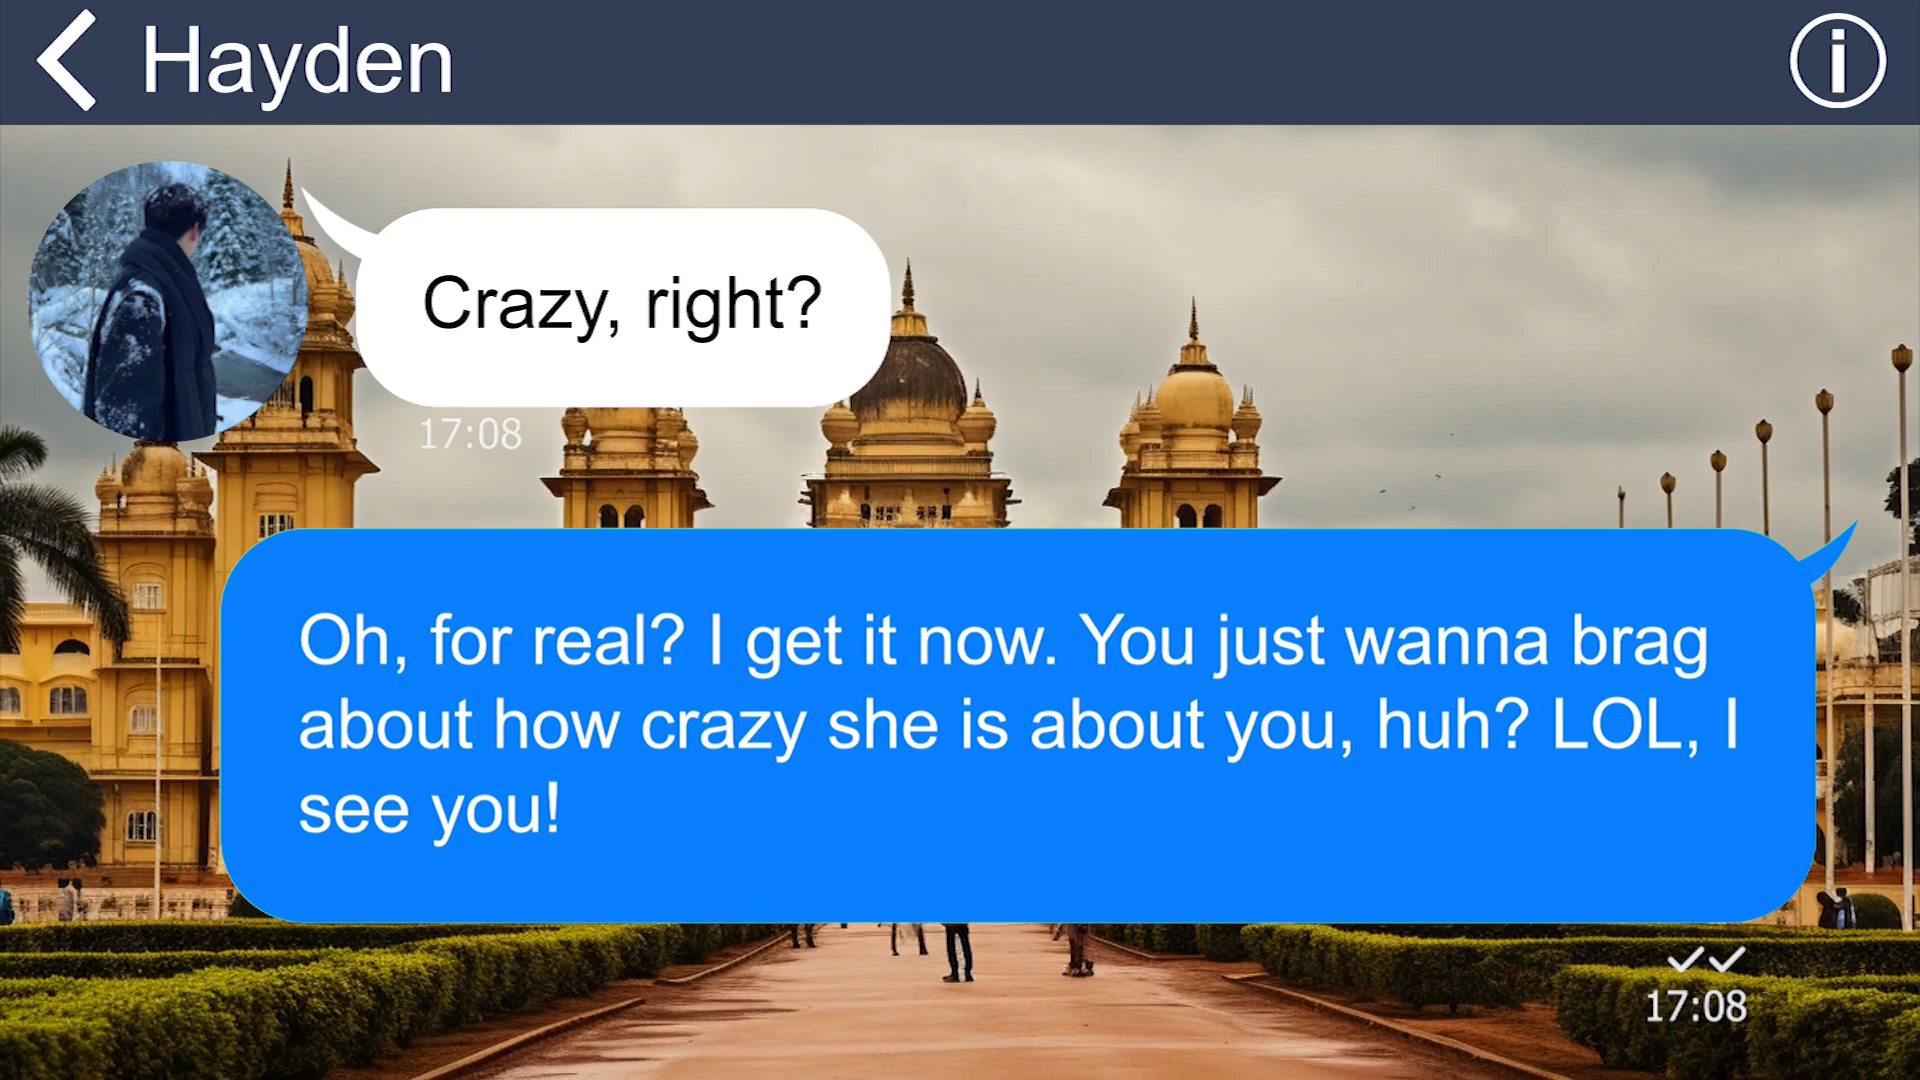 Hayden
Crazy, right?
17:08
Oh, for real? I get it now. You just wanna brag
about how crazy she is about you, huh? LOL, I
see you!
17:08